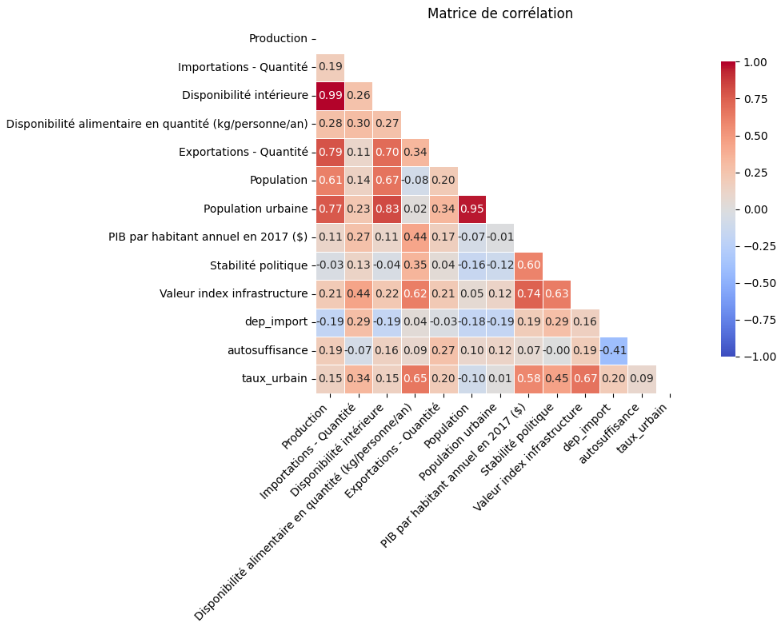 Matrice de corrélation
Production
Importations - Quantité 0.19
Disponibilité intérieure 0.99 0.26
Disponibilité alimentaire en quantité (kg/personne/an) 0.28 0.30 0.27
Exportations - Quantité 0.79 0.11 0.70 0.34
Population 0.61 0.14 0.67 -0.08 0.20
Population urbaine 0.77 0.23 0.83 0.02 0.34 0.95
PIB par habitant annuel en 2017 ($) 0.11 0.27 0.11 0.44 0.17 -0.07 -0.01
Stabilité politique -0.03 0.13 -0.04 0.35 0.04 -0.16 -0.12 0.60
Valeur index infrastructure 0.21 0.44 0.22 0.62 0.21 0.05 0.12 0.74 0.63
dep_import -0.19 0.29 -0.19 0.04 -0.03 -0.18 -0.19 0.19 0.29 0.16
autosuffisance 0.19 -0.07 0.16 0.09 0.27 0.10 0.12 0.07 -0.00 0.19 -0.41
taux_urbain 0.15 0.34 0.15 0.65 0.20 -0.10 0.01 0.58 0.45 0.67 0.20 0.09
Production
Importations - Quantité
Disponibilité intérieure
Disponibilité alimentaire en quantité (kg/personne/an)
Exportations - Quantité
Population
Population urbaine
PIB par habitant annuel en 2017 ($)
Stabilité politique
Valeur index infrastructure
dep_import
autosuffisance
taux_urbain
1.00
0.75
0.50
0.25
0.00
−0.25
−0.50
−0.75
−1.00